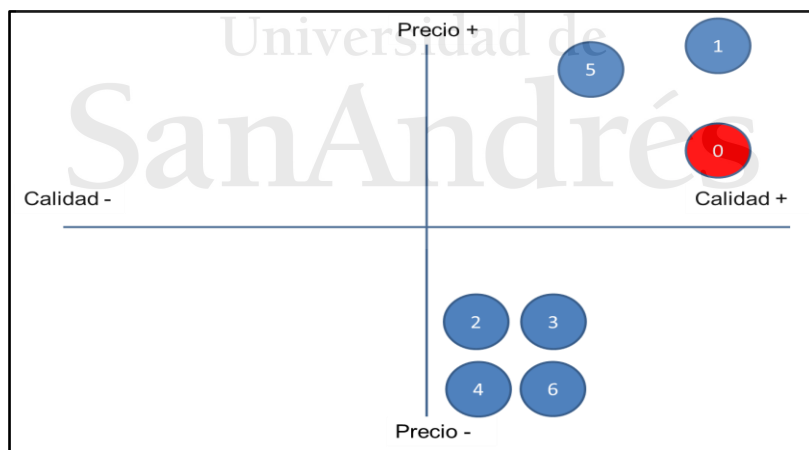 Universidad de
SanAndrés
Precio +
1
5
0
Calidad -
Calidad +
2
3
4
6
Precio -